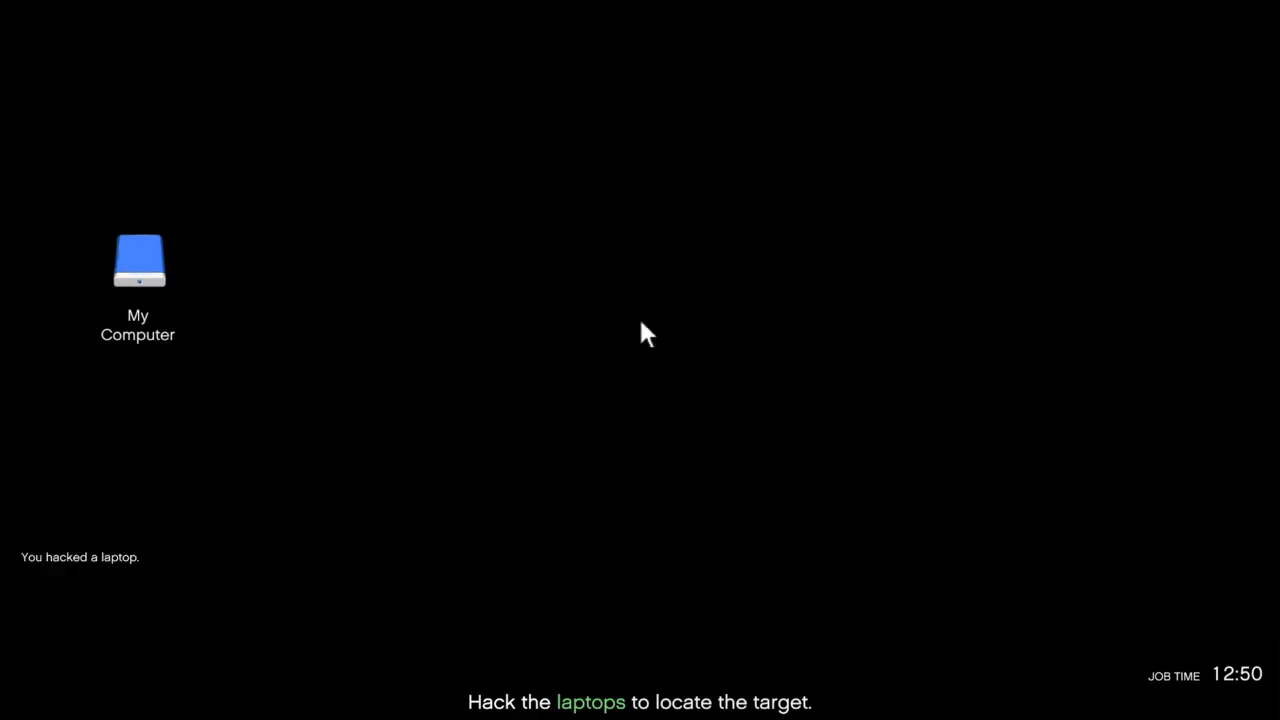 My
Computer
You hacked a laptop.
JOB TIME 12:50
Hack the laptops to locate the target.